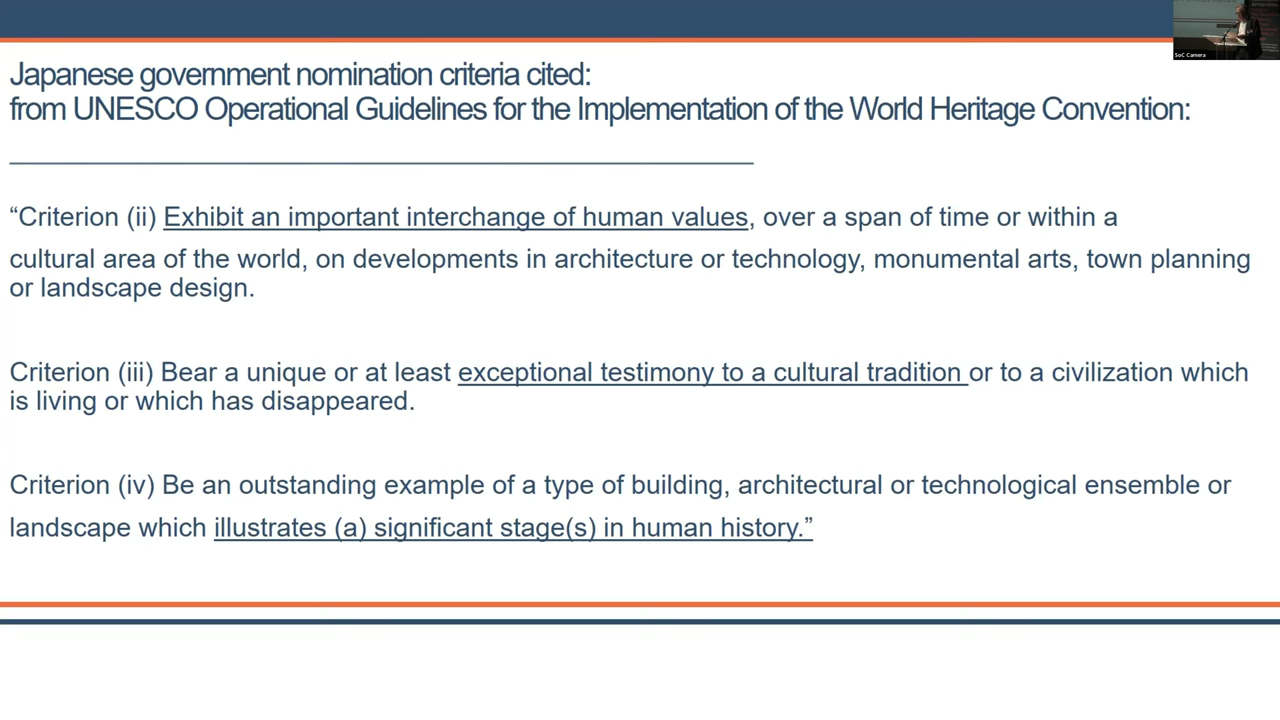 Japanese government nomination criteria cited:
from UNESCO Operational Guidelines for the Implementation of the World Heritage Convention:
“Criterion (ii) Exhibit an important interchange of human values, over a span of time or within a
cultural area of the world, on developments in architecture or technology, monumental arts, town planning
or landscape design.
Criterion (iii) Bear a unique or at least exceptional testimony to a cultural tradition or to a civilization which
is living or which has disappeared.
Criterion (iv) Be an outstanding example of a type of building, architectural or technological ensemble or
landscape which illustrates (a) significant stage(s) in human history.”
SoC Camera